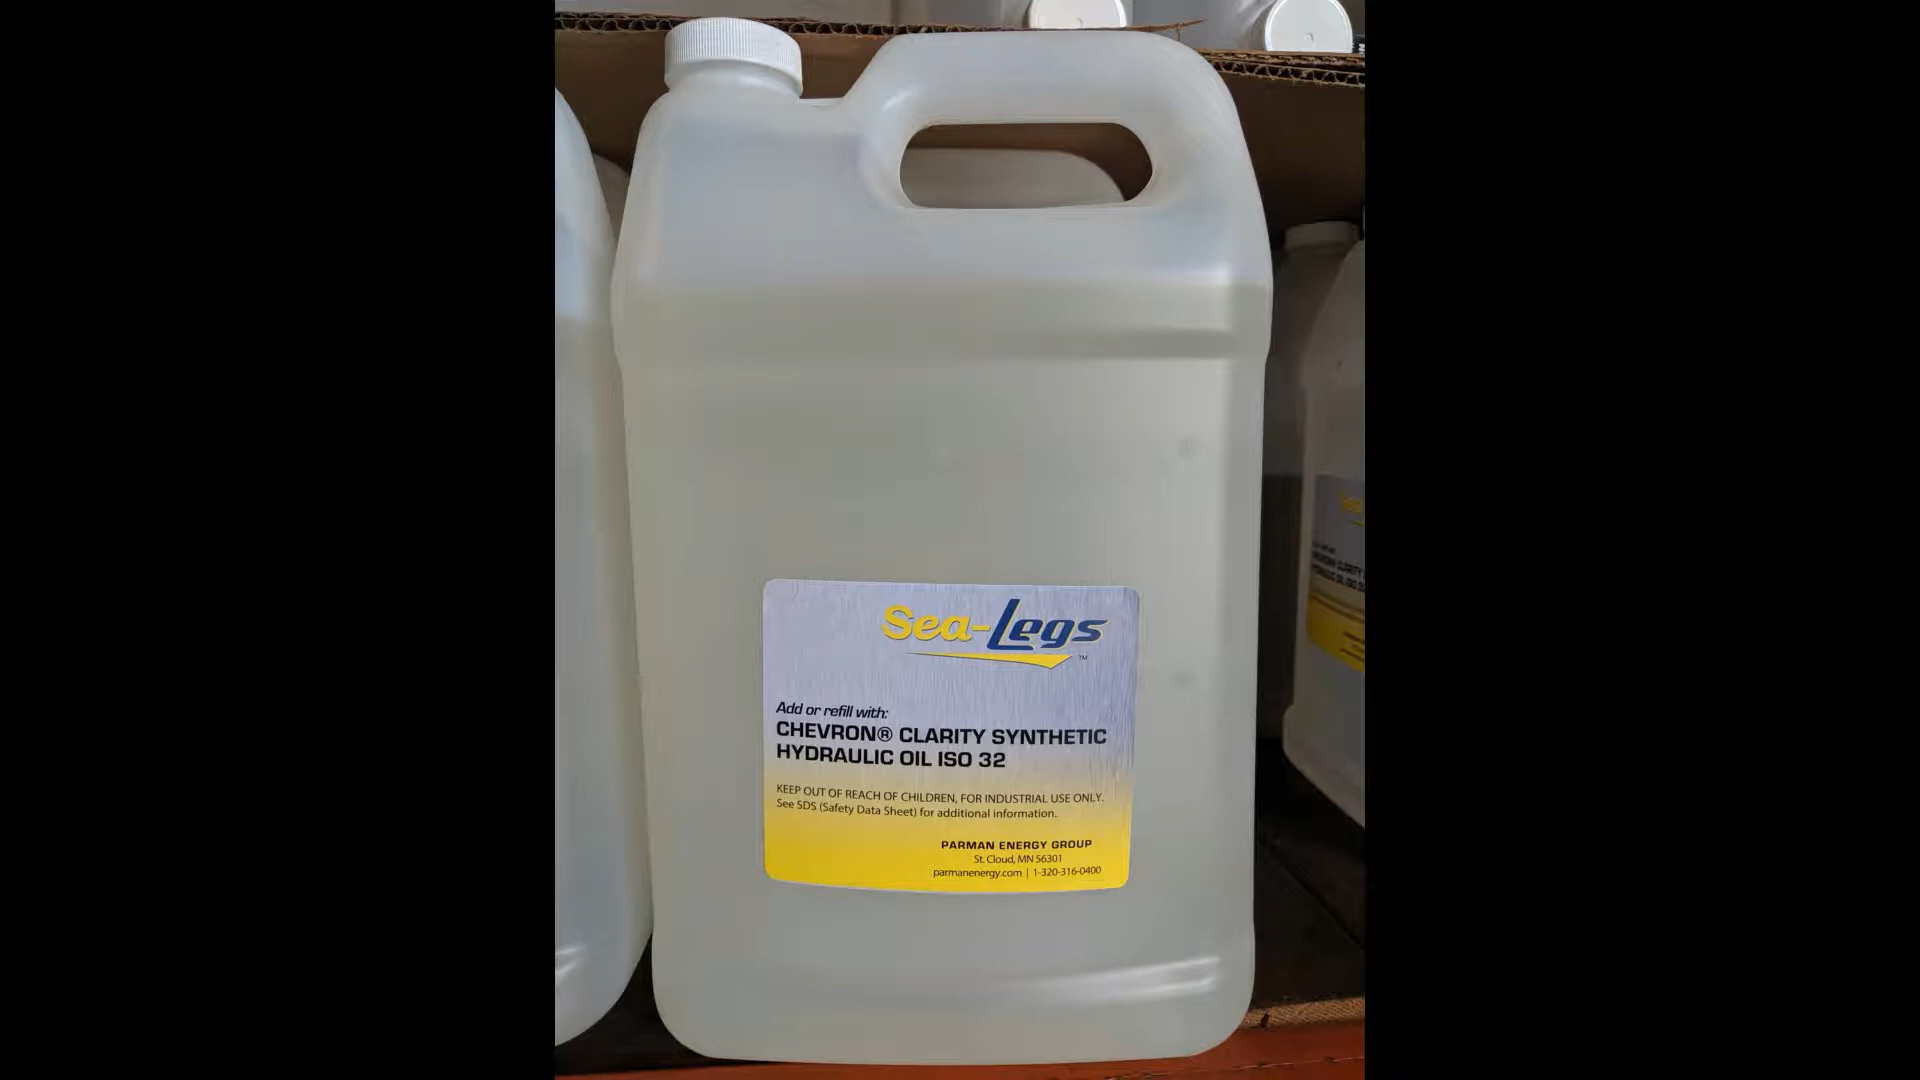 Sea-Legs
TM
Add or refill with:
CHEVRON® CLARITY SYNTHETIC
HYDRAULIC OIL ISO 32
KEEP OUT OF REACH OF CHILDREN, FOR INDUSTRIAL USE ONLY.
See SDS (Safety Data Sheet) for additional information.
PARMAN ENERGY GROUP
St. Cloud, MN 56301
parmanenergy.com | 1-320-316-0400
Sea
CLARITY